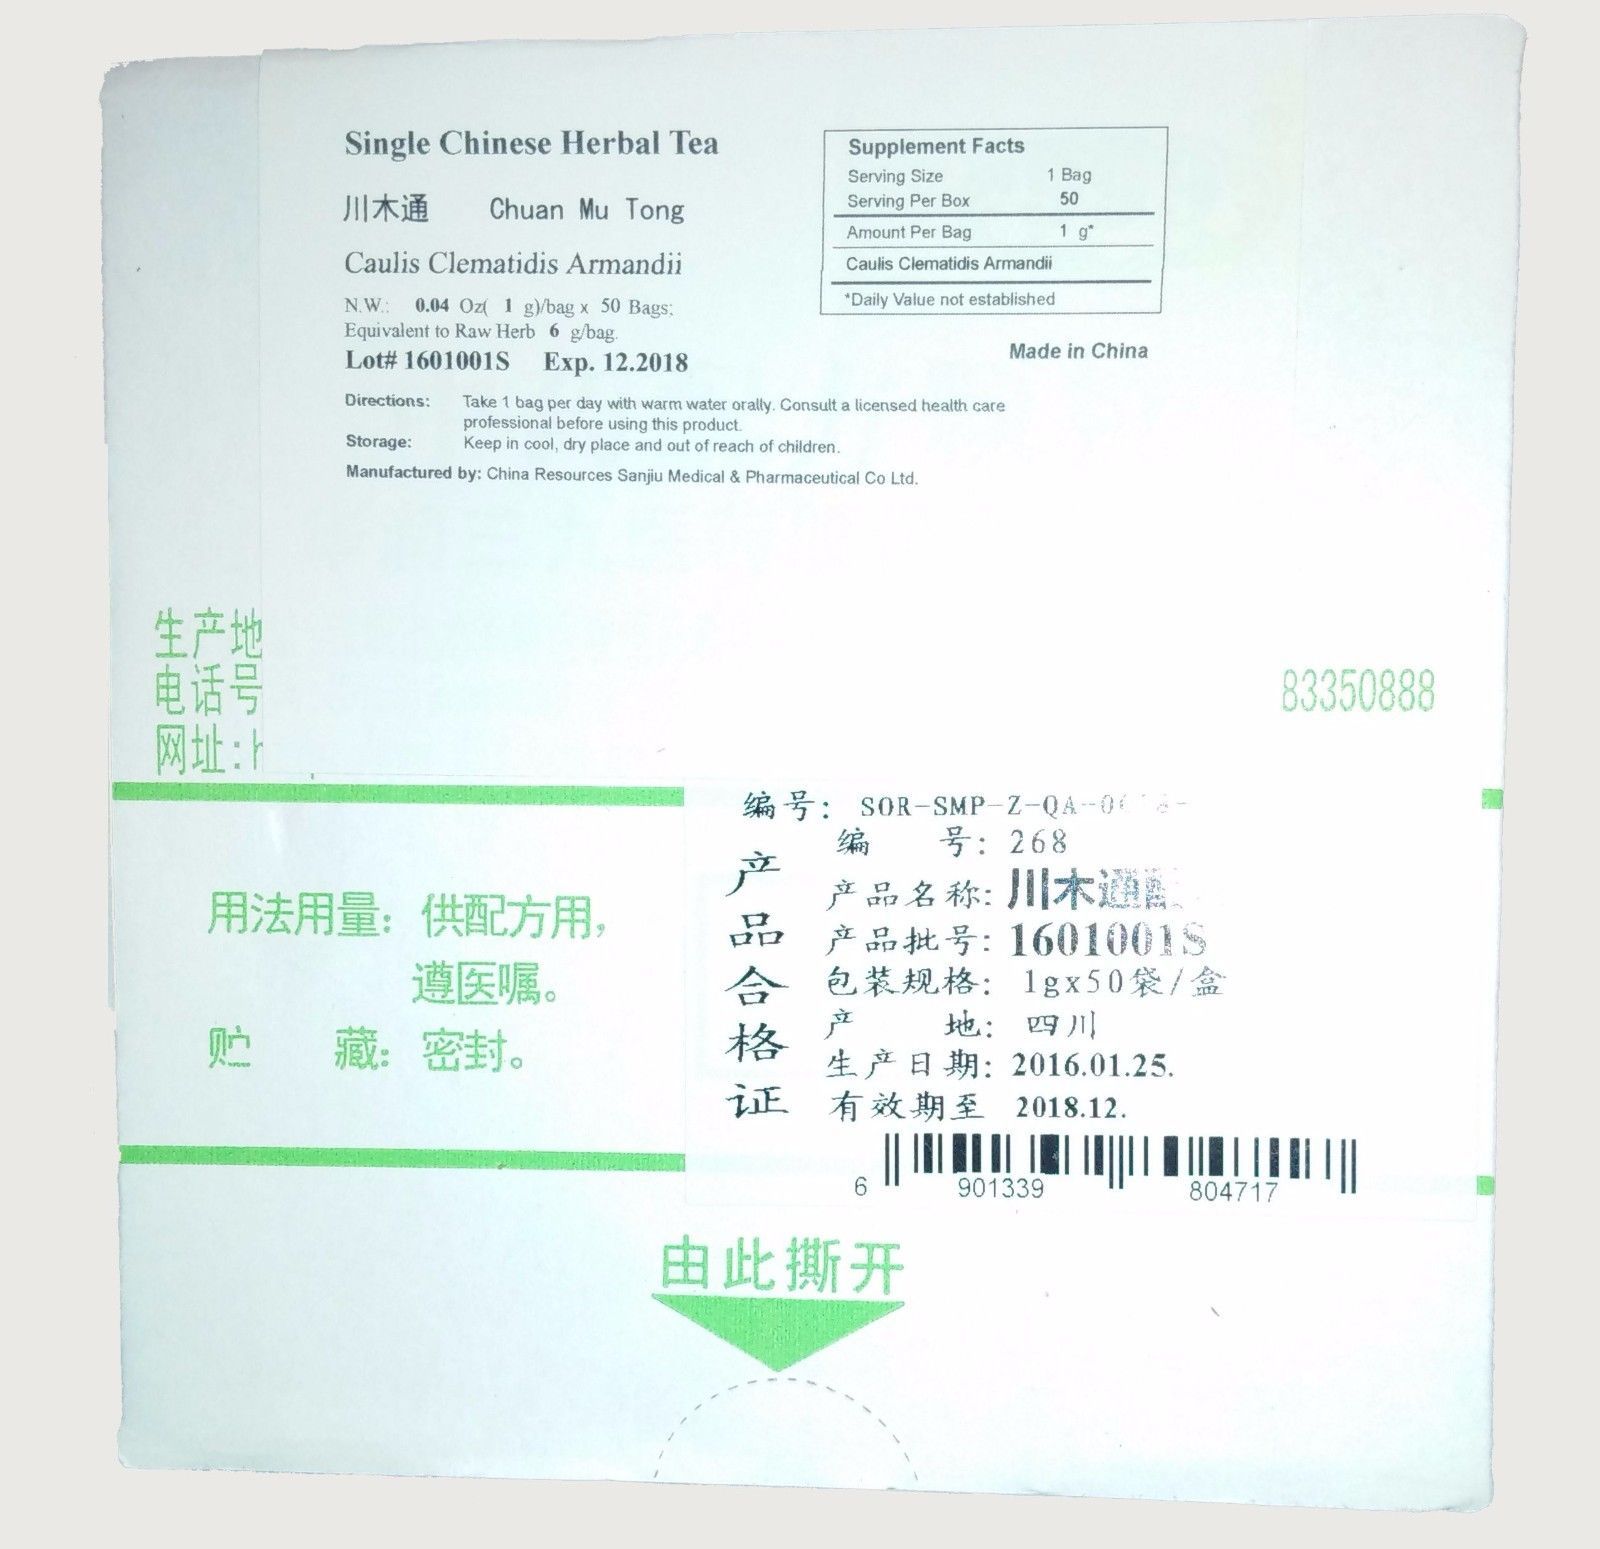 Single Chinese Herbal Tea
川木通 Chuan Mu Tong
Caulis Clematidis Armandii
N.W.: 0.04 Oz( 1 g)/bag x 50 Bags;
Equivalent to Raw Herb 6 g/bag.
Lot# 1601001S Exp. 12.2018
Supplement Facts
Serving Size 1 Bag
Serving Per Box 50
Amount Per Bag 1 g*
Caulis Clematidis Armandii
*Daily Value not established
Made in China
Directions: Take 1 bag per day with warm water orally. Consult a licensed health care
professional before using this product.
Storage: Keep in cool, dry place and out of reach of children.
Manufactured by: China Resources Sanjiu Medical & Pharmaceutical Co Ltd.
生产地
电话号 83350888
网址:h
用法用量: 供配方用,
遵医嘱。
贮 藏: 密封。
产品合格证
编号: SOR-SMP-Z-QA-
编 号: 268
产品名称: 川木通配
产品批号: 1601001S
包装规格: 1gx50袋/盒
产 地: 四川
生产日期: 2016.01.25.
有效期至 2018.12.
6 901339 804717
由此撕开